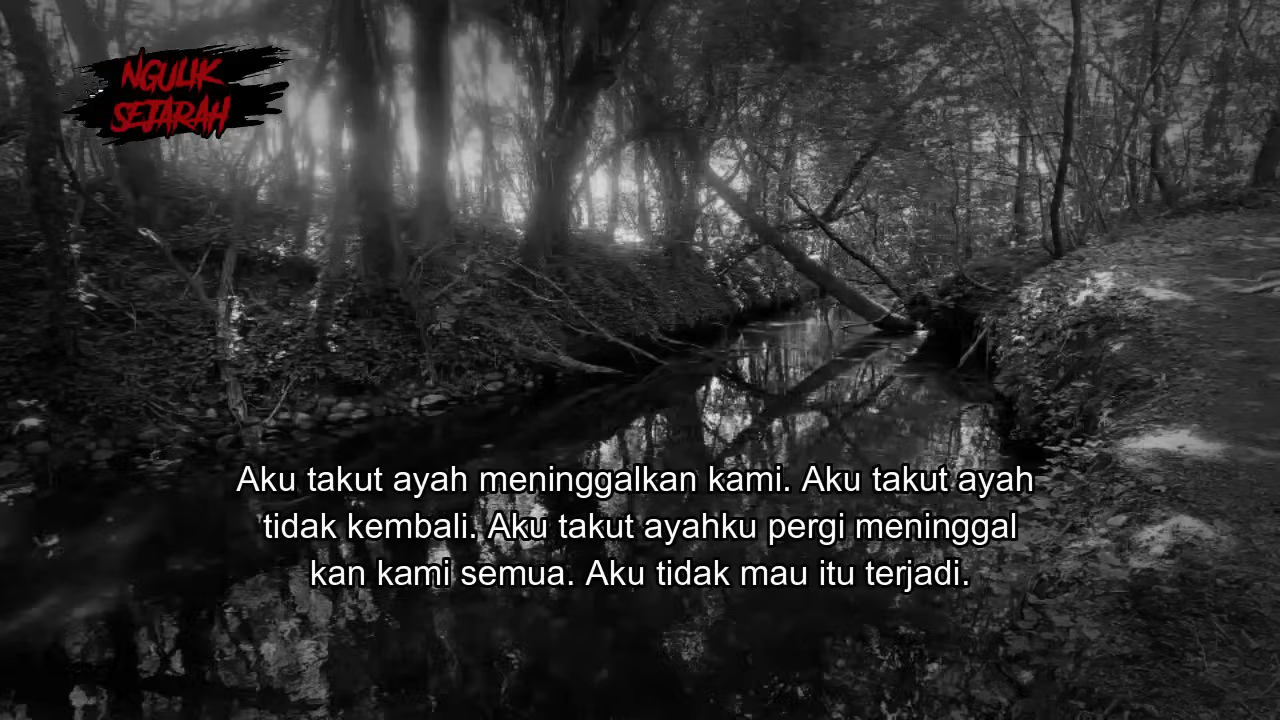 NGULIK
SEJARAH
Aku takut ayah meninggalkan kami. Aku takut ayah
tidak kembali. Aku takut ayahku pergi meninggal
kan kami semua. Aku tidak mau itu terjadi.